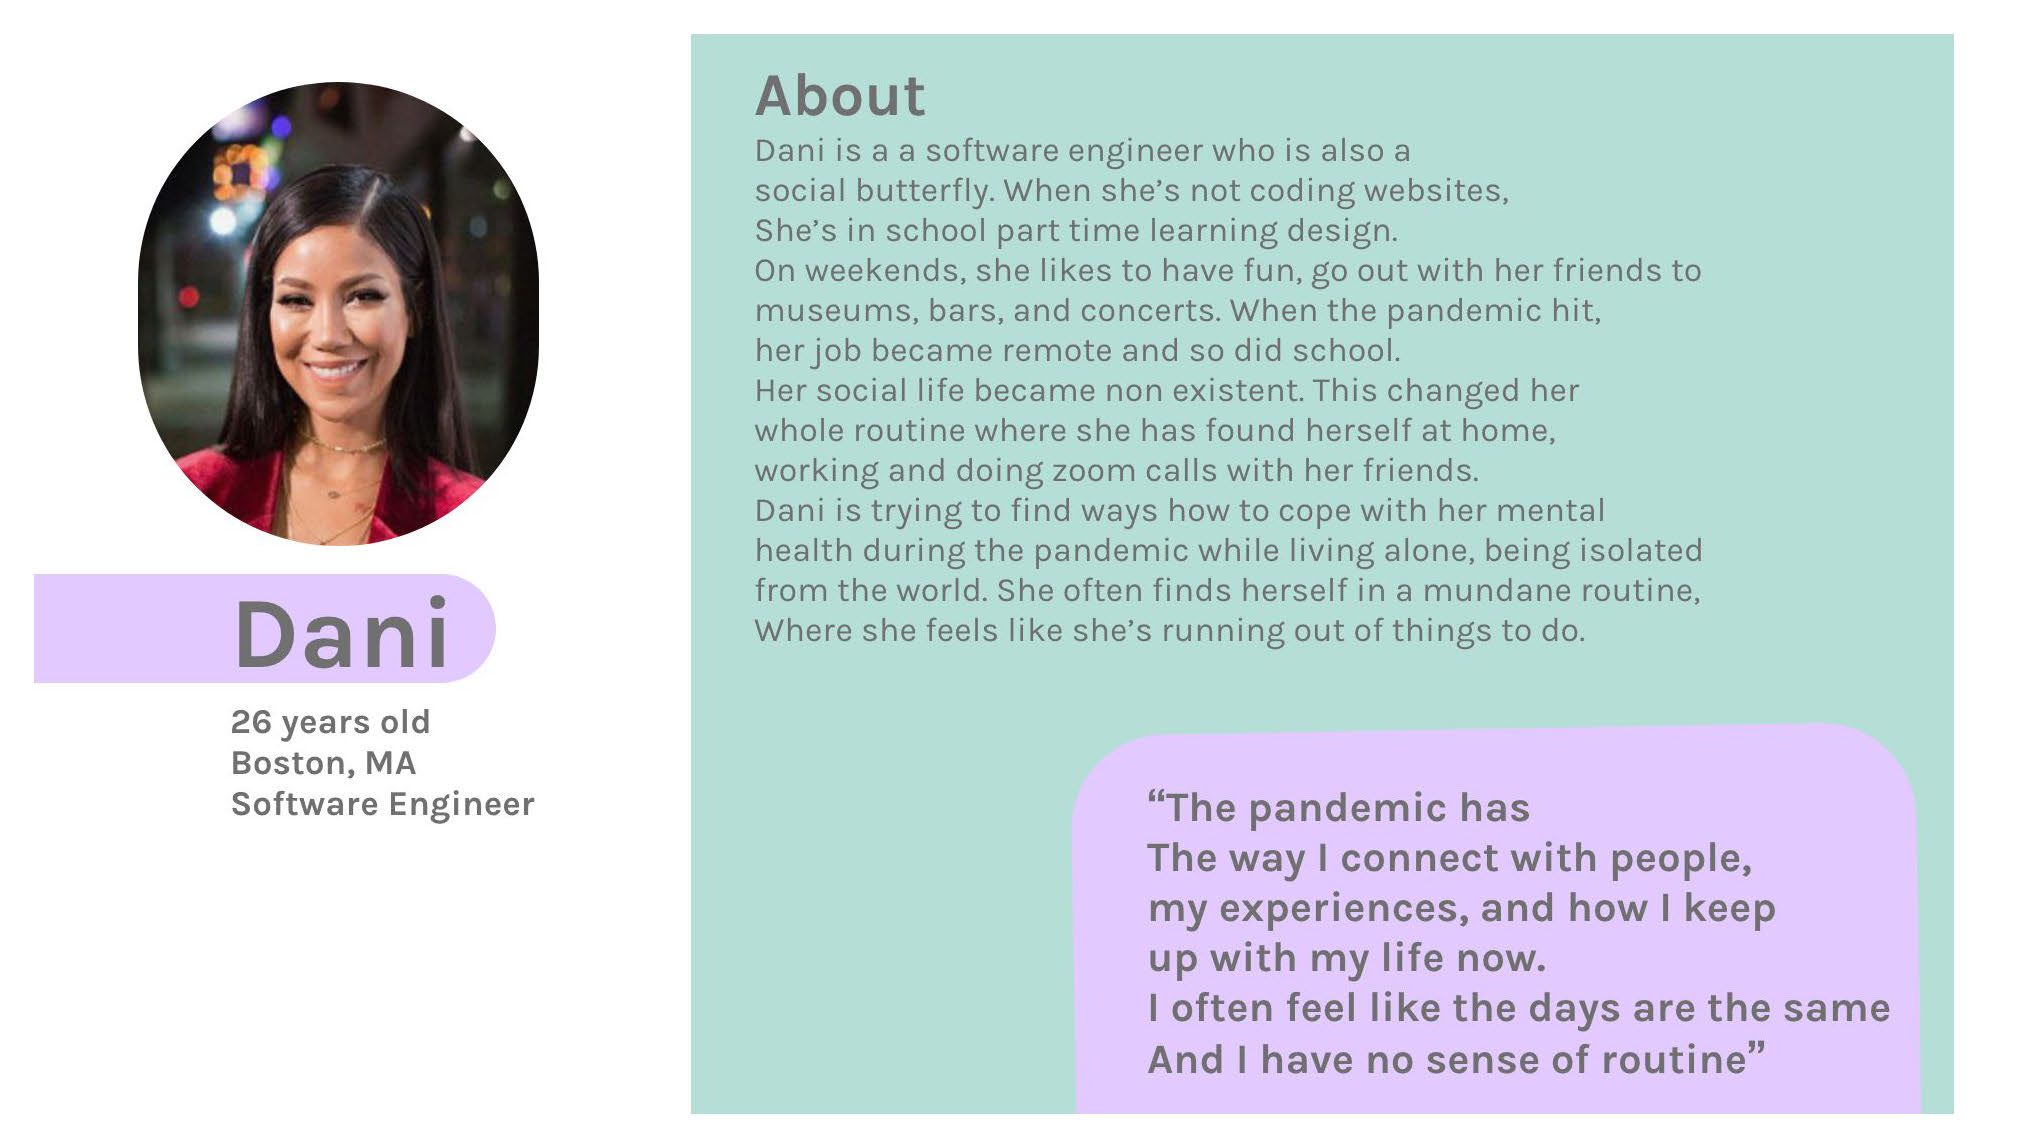 Dani
26 years old
Boston, MA
Software Engineer
About
Dani is a a software engineer who is also a
social butterfly. When she’s not coding websites,
She’s in school part time learning design.
On weekends, she likes to have fun, go out with her friends to
museums, bars, and concerts. When the pandemic hit,
her job became remote and so did school.
Her social life became non existent. This changed her
whole routine where she has found herself at home,
working and doing zoom calls with her friends.
Dani is trying to find ways how to cope with her mental
health during the pandemic while living alone, being isolated
from the world. She often finds herself in a mundane routine,
Where she feels like she’s running out of things to do.
“The pandemic has
The way I connect with people,
my experiences, and how I keep
up with my life now.
I often feel like the days are the same
And I have no sense of routine”